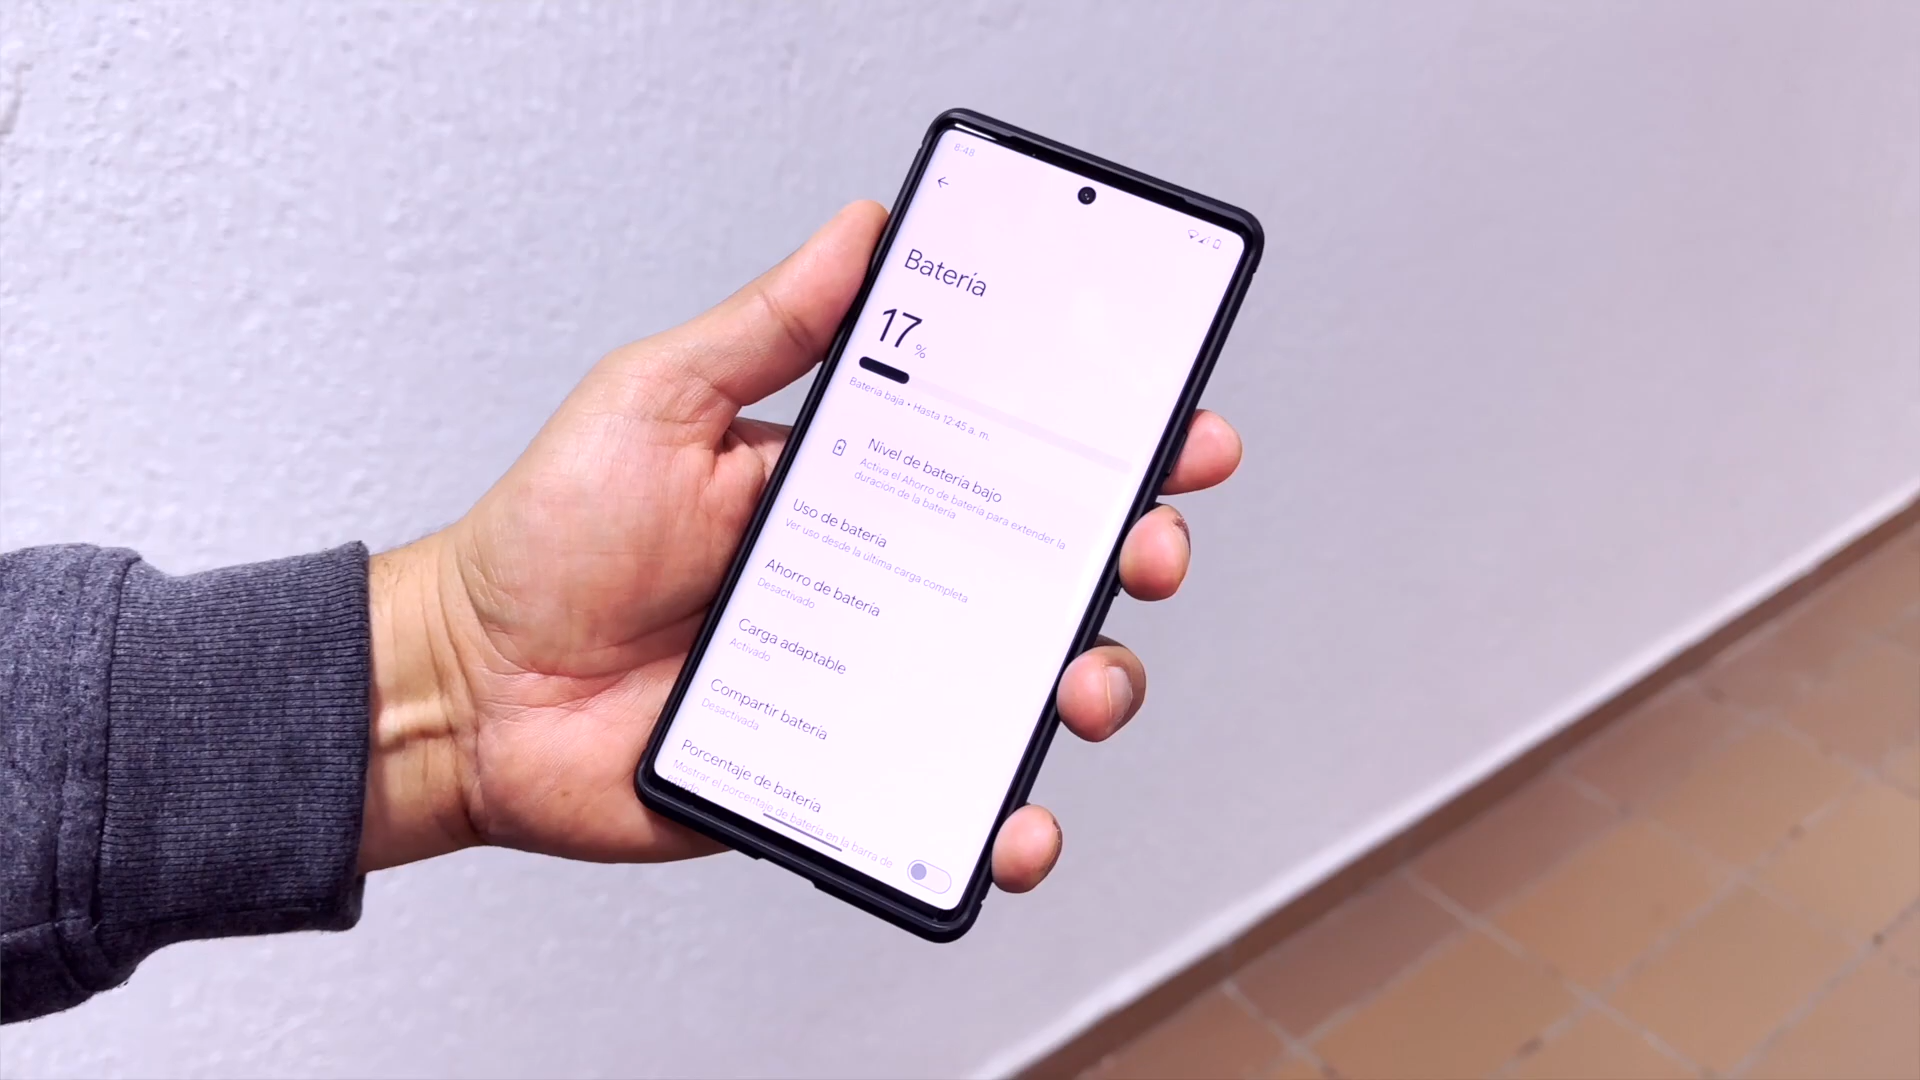 8:48
Batería
17 %
Batería baja • Hasta 12:45 a. m.
Nivel de batería bajo
Activa el Ahorro de batería para extender la
duración de la batería
Uso de batería
Ver uso desde la última carga completa
Ahorro de batería
Desactivado
Carga adaptable
Activado
Compartir batería
Desactivada
Porcentaje de batería
Mostrar el porcentaje de batería en la barra de
estado